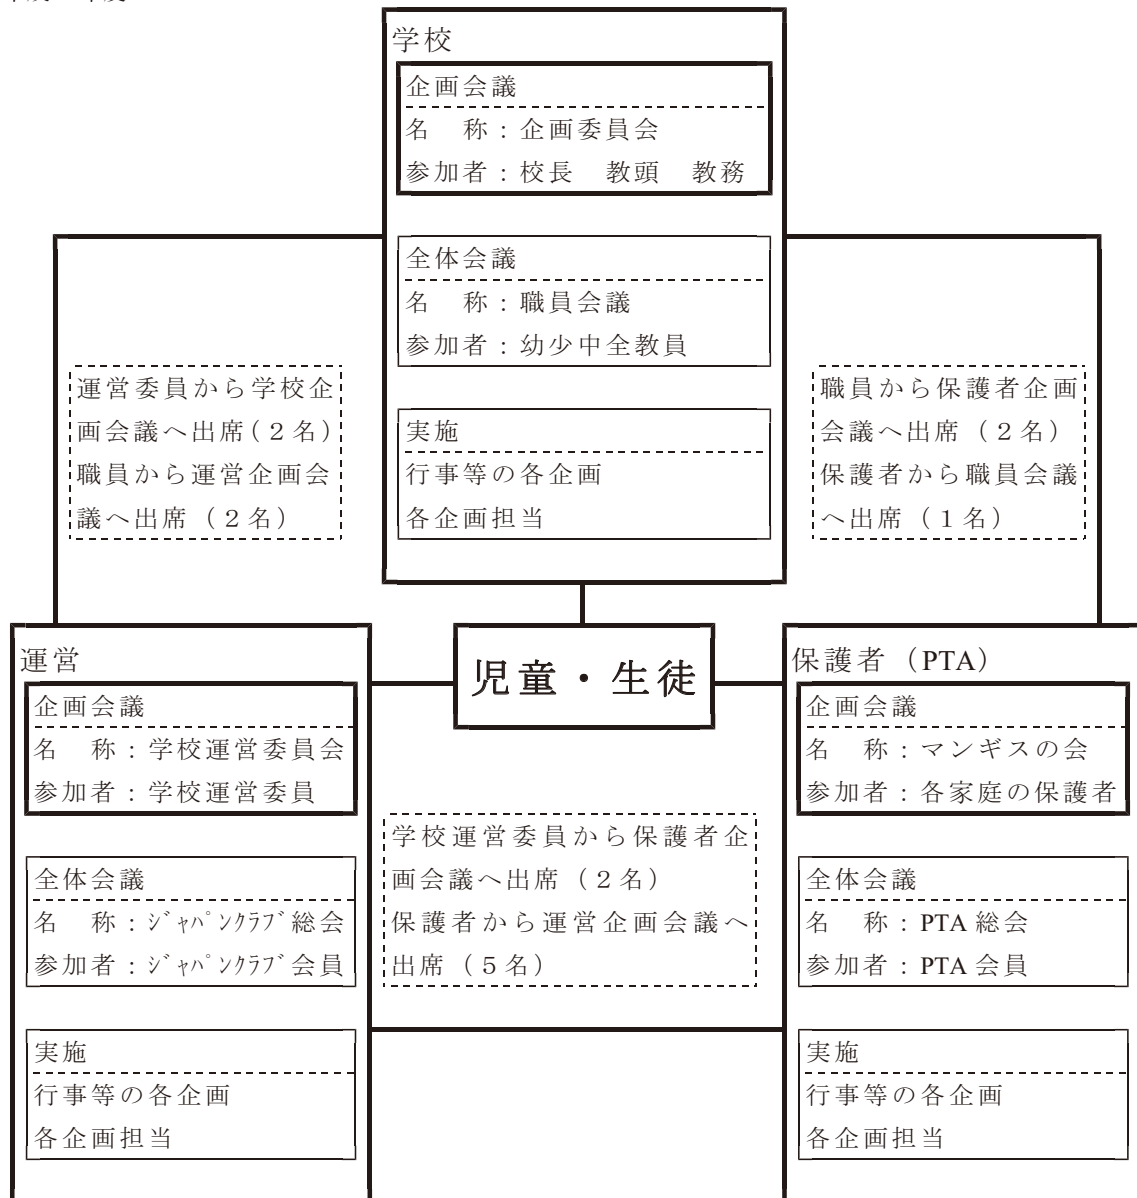 学校
企画会議
名　称：企画委員会
参加者：校長　教頭　教務
全体会議
名　称：職員会議
参加者：幼少中全教員
実施
行事等の各企画
各企画担当
運営委員から学校企
画会議へ出席（２名）
職員から運営企画会
議へ出席（２名）
職員から保護者企画
会議へ出席（２名）
保護者から職員会議
へ出席（１名）
児童・生徒
運営
企画会議
名　称：学校運営委員会
参加者：学校運営委員
全体会議
名　称：ｼﾞｬﾊﾟﾝｸﾗﾌﾞ総会
参加者：ｼﾞｬﾊﾟﾝｸﾗﾌﾞ会員
実施
行事等の各企画
各企画担当
学校運営委員から保護者企
画会議へ出席（２名）
保護者から運営企画会議へ
出席（５名）
保護者（PTA）
企画会議
名　称：マンギスの会
参加者：各家庭の保護者
全体会議
名　称：PTA 総会
参加者：PTA 会員
実施
行事等の各企画
各企画担当